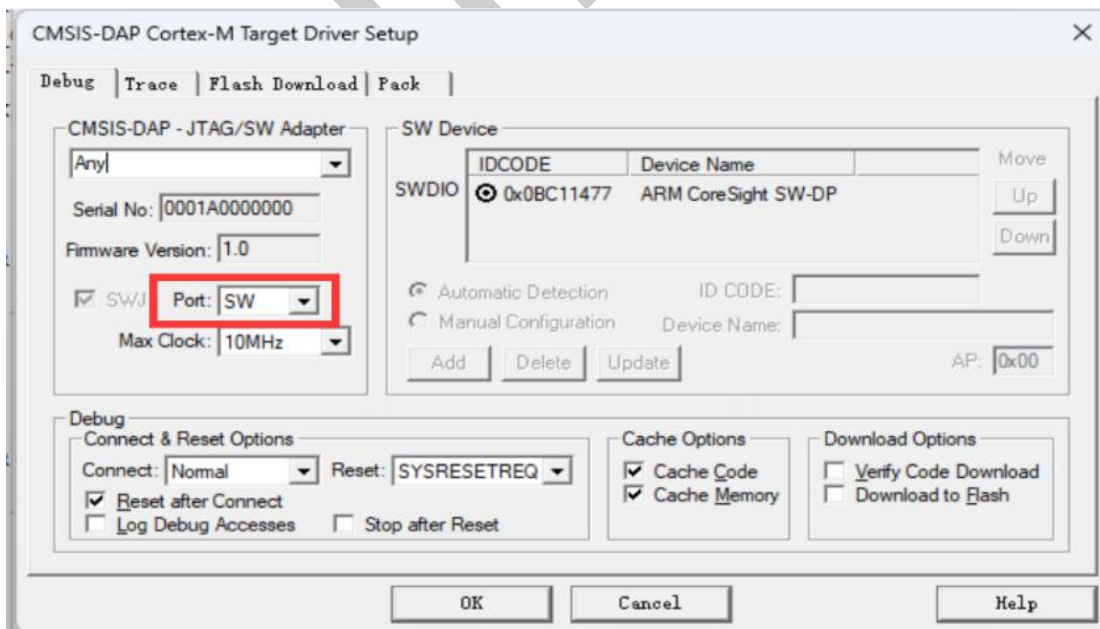 CMSIS-DAP Cortex-M Target Driver Setup
Debug Trace Flash Download Pack
CMSIS-DAP - JTAG/SW Adapter
Any
Serial No: 0001A0000000
Firmware Version: 1.0
SWJ Port: SW
Max Clock: 10MHz
SW Device
IDCODE Device Name
SWDIO 0x0BC11477 ARM CoreSight SW-DP
Move
Up
Down
Automatic Detection ID CODE:
Manual Configuration Device Name:
Add Delete Update AP: 0x00
Debug
Connect & Reset Options
Connect: Normal Reset: SYSRESETREQ
Reset after Connect
Log Debug Accesses Stop after Reset
Cache Options
Cache Code
Cache Memory
Download Options
Verify Code Download
Download to Flash
OK Cancel Help